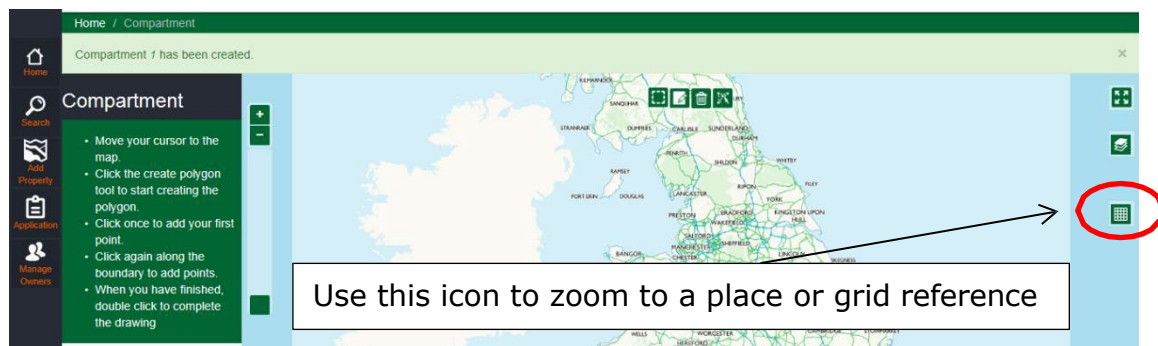 Home / Compartment
Compartment 1 has been created.
×
Home
Search
Add
Property
Application
Manage
Owners
Compartment
• Move your cursor to the
map.
• Click the create polygon
tool to start creating the
polygon.
• Click once to add your first
point.
• Click again along the
boundary to add points.
• When you have finished,
double click to complete
the drawing
+
−
KILMARNOCK
SANQUHAR
STRANRAER
DUMFRIES
CARLISLE
SUNDERLAND
DURHAM
PENRITH
SHILDON
WHITBY
RAMSEY
PORT ERIN
DOUGLAS
LANCASTER
RIPON
FILEY
YORK
PRESTON
BRADFORD
KINGSTON UPON
HULL
WAKEFIELD
SALFORD
MANCHESTER
SHEFFIELD
BANGOR
CHESTER
LINCOLN
SKEGNESS
Use this icon to zoom to a place or grid reference
WELLS
WORCESTER
CAMBRIDGE
STOWMARKET
HEREFORD